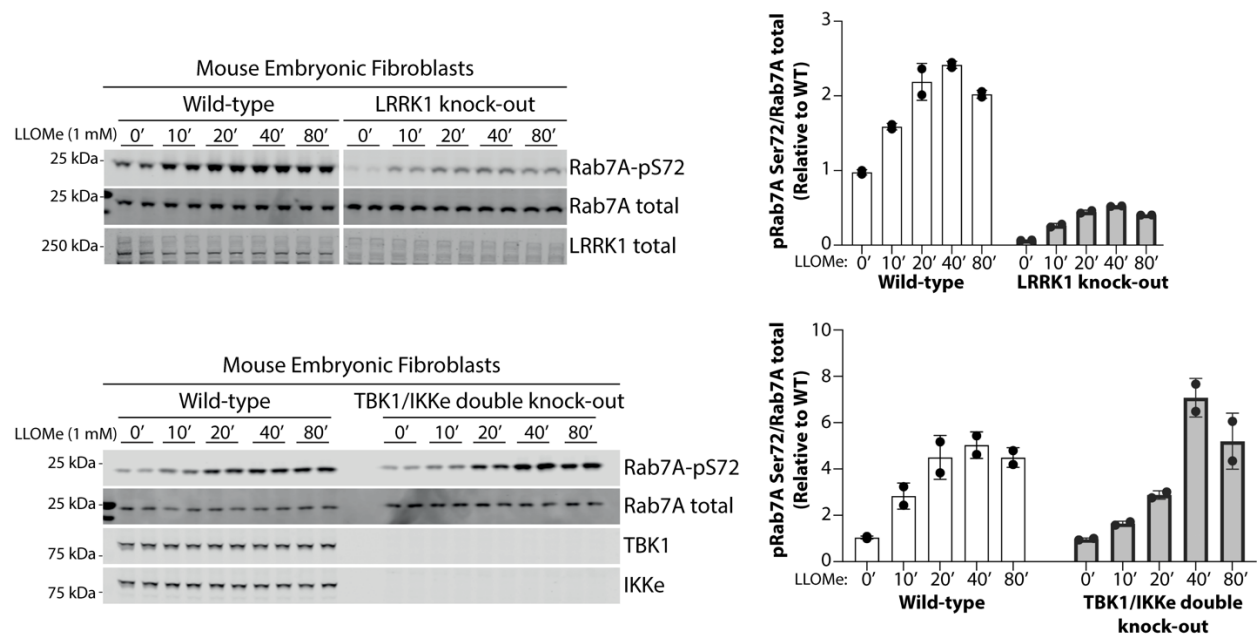 Mouse Embryonic Fibroblasts
Wild-type LRRK1 knock-out
LLOMe (1 mM) 0′ 10′ 20′ 40′ 80′ 0′ 10′ 20′ 40′ 80′
25 kDa Rab7A-pS72
25 kDa Rab7A total
250 kDa LRRK1 total
pRab7A Ser72/Rab7A total
(Relative to WT)
3
2
1
0
LLOMe: 0′ 10′ 20′ 40′ 80′ 0′ 10′ 20′ 40′ 80′
Wild-type LRRK1 knock-out
Mouse Embryonic Fibroblasts
Wild-type TBK1/IKKe double knock-out
LLOMe (1 mM) 0′ 10′ 20′ 40′ 80′ 0′ 10′ 20′ 40′ 80′
25 kDa Rab7A-pS72
25 kDa Rab7A total
75 kDa TBK1
75 kDa IKKe
pRab7A Ser72/Rab7A total
(Relative to WT)
10
8
6
4
2
0
LLOMe: 0′ 10′ 20′ 40′ 80′ 0′ 10′ 20′ 40′ 80′
Wild-type TBK1/IKKe double
knock-out